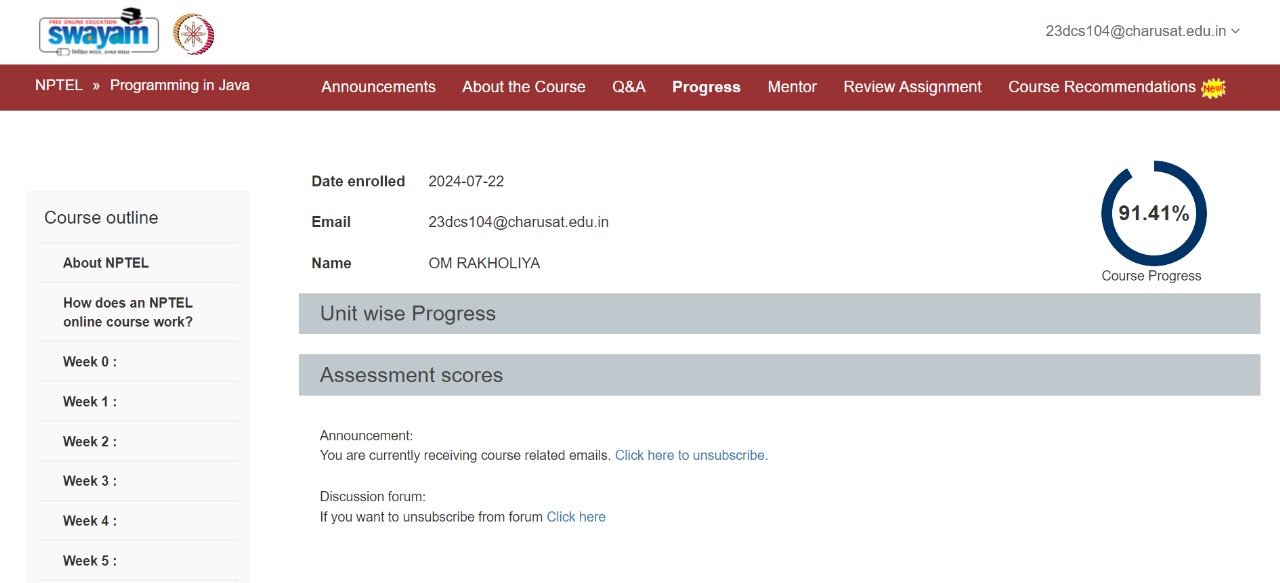 FREE ONLINE EDUCATION
swayam
23dcs104@charusat.edu.in
NPTEL » Programming in Java
Announcements About the Course Q&A Progress Mentor Review Assignment Course Recommendations New!
Date enrolled 2024-07-22
Email 23dcs104@charusat.edu.in
Name OM RAKHOLIYA
91.41%
Course Progress
Course outline
About NPTEL
How does an NPTEL
online course work?
Week 0 :
Week 1 :
Week 2 :
Week 3 :
Week 4 :
Week 5 :
Unit wise Progress
Assessment scores
Announcement:
You are currently receiving course related emails. Click here to unsubscribe.
Discussion forum:
If you want to unsubscribe from forum Click here